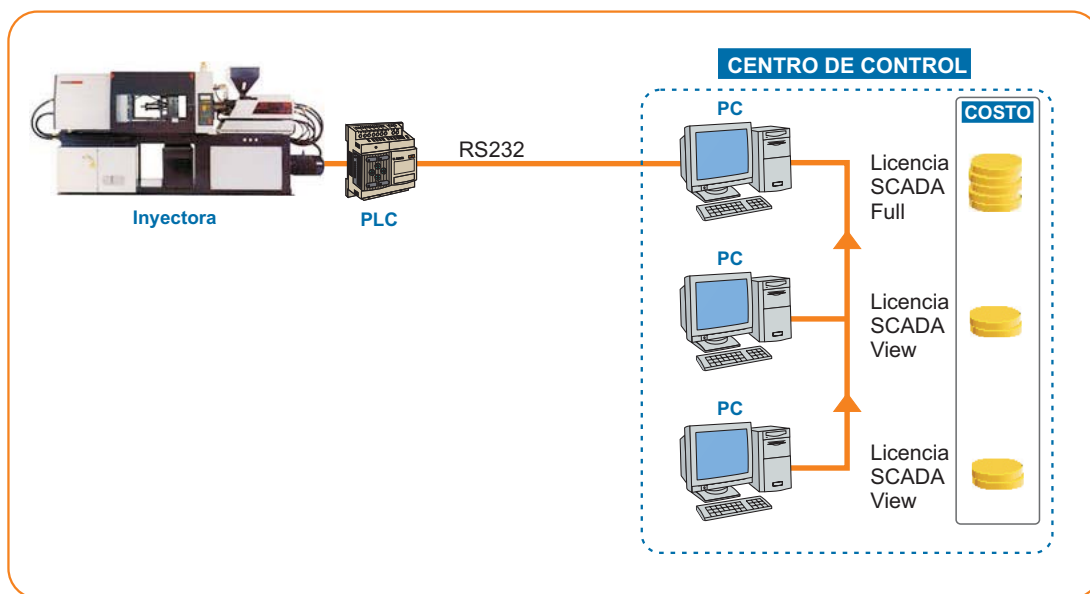 CENTRO DE CONTROL
PC
COSTO
Licencia
SCADA
Full
RS232
Inyectora
PLC
PC
Licencia
SCADA
View
PC
Licencia
SCADA
View